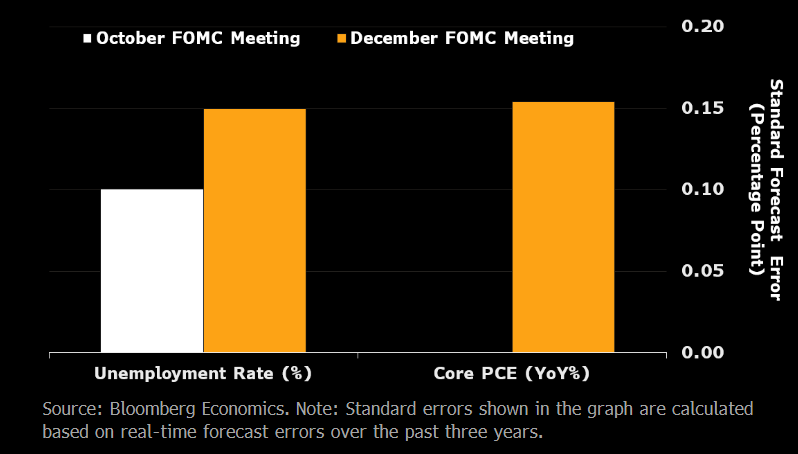 0.20
October FOMC Meeting
December FOMC Meeting
0.15
0.10
0.05
0.00
Standard Forecast Error
(Percentage Point)
Unemployment Rate (%)
Core PCE (YoY%)
Source: Bloomberg Economics. Note: Standard errors shown in the graph are calculated
based on real-time forecast errors over the past three years.